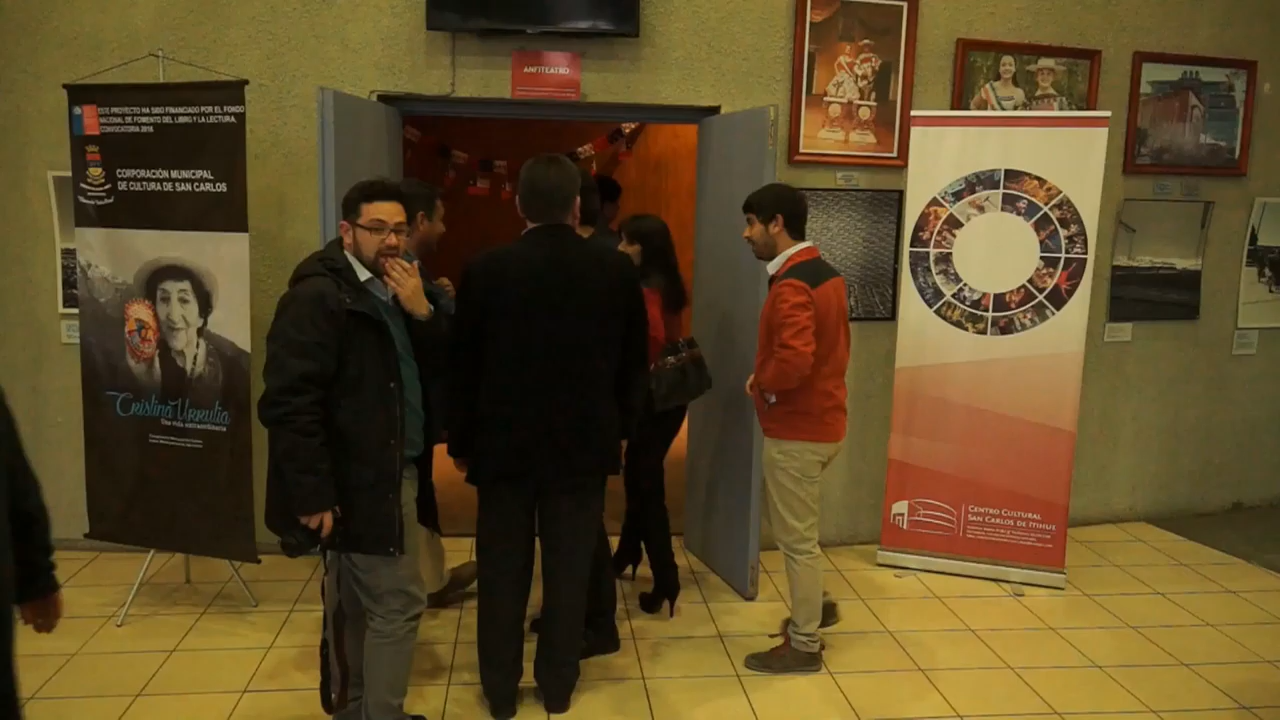 ANFITEATRO
ESTE PROYECTO HA SIDO FINANCIADO POR EL FONDO
NACIONAL DE FOMENTO DEL LIBRO Y LA LECTURA,
CONVOCATORIA 2016
CORPORACIÓN MUNICIPAL
DE CULTURA DE SAN CARLOS
Cristina Urrutia
Una vida extraordinaria
CENTRO CULTURAL
SAN CARLOS DE ITIHUE